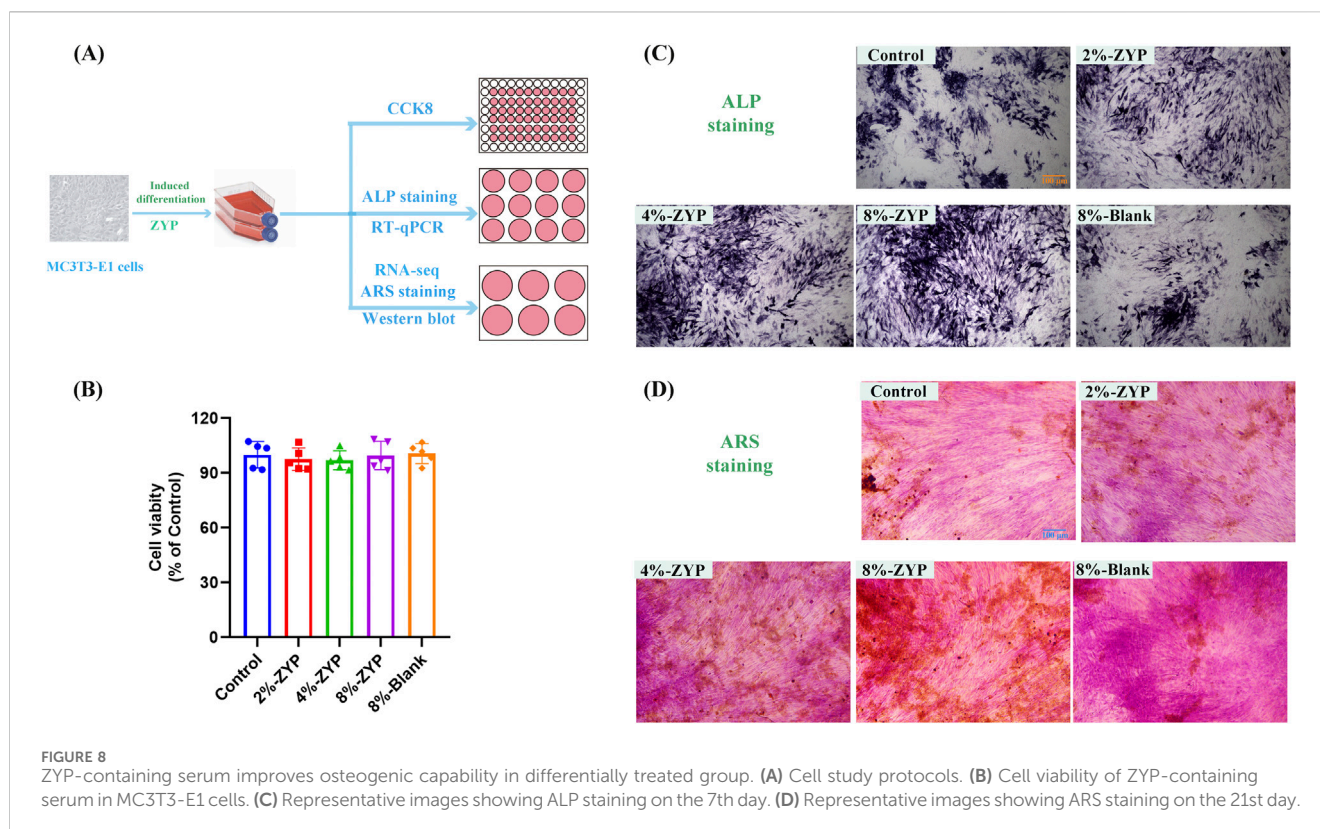 (A)
CCK8
Induced
differentiation
ZYP
MC3T3-E1 cells
ALP staining
RT-qPCR
RNA-seq
ARS staining
Western blot
(B)
120
90
60
30
0
Cell viability
(% of Control)
Control
2%-ZYP
4%-ZYP
8%-ZYP
8%-Blank
(C)
ALP
staining
Control
100 μm
2%-ZYP
4%-ZYP
8%-ZYP
8%-Blank
(D)
ARS
staining
Control
100 μm
2%-ZYP
4%-ZYP
8%-ZYP
8%-Blank
FIGURE 8
ZYP-containing serum improves osteogenic capability in differentially treated group. (A) Cell study protocols. (B) Cell viability of ZYP-containing
serum in MC3T3-E1 cells. (C) Representative images showing ALP staining on the 7th day. (D) Representative images showing ARS staining on the 21st day.